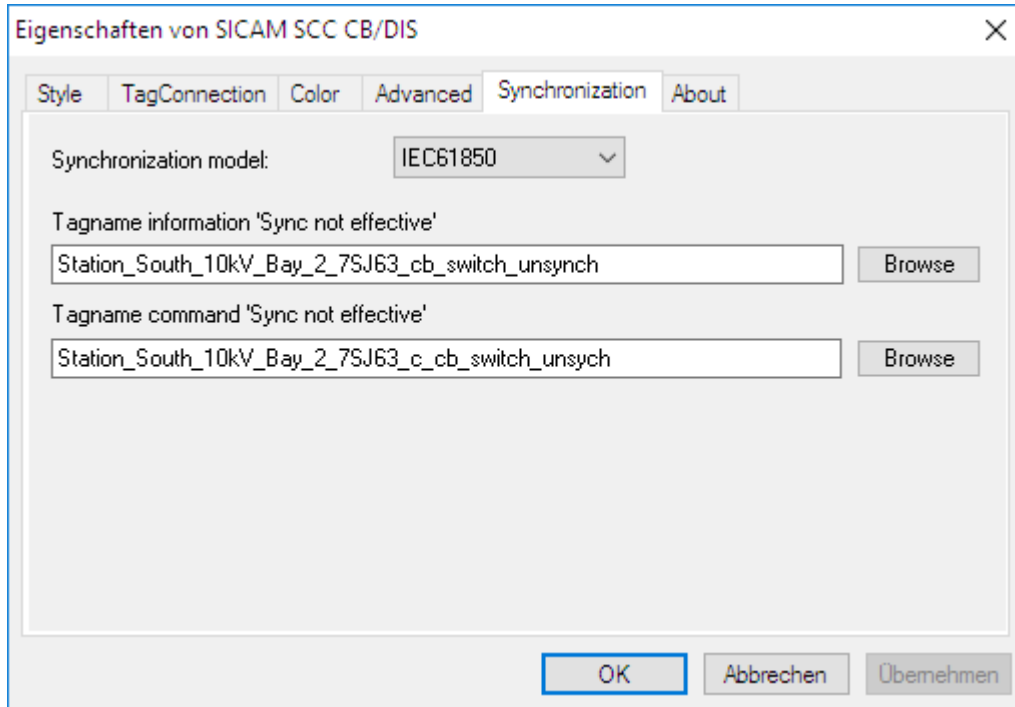 Eigenschaften von SICAM SCC CB/DIS
Style TagConnection Color Advanced Synchronization About
Synchronization model: IEC61850
Tagname information 'Sync not effective'
Station_South_10kV_Bay_2_7SJ63_cb_switch_unsynch Browse
Tagname command 'Sync not effective'
Station_South_10kV_Bay_2_7SJ63_c_cb_switch_unsych Browse
OK Abbrechen Übernehmen